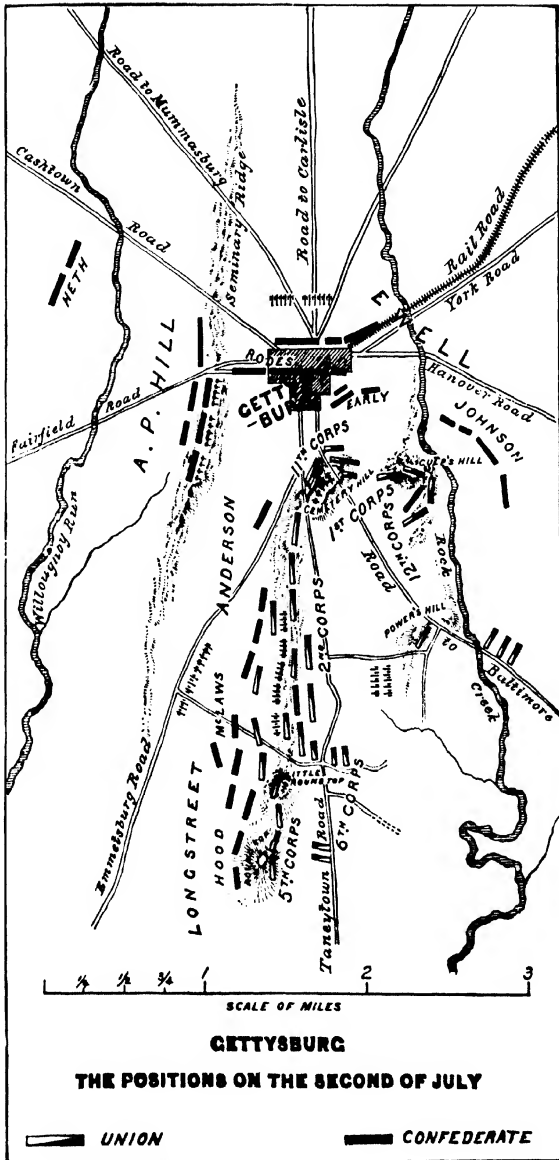 Road to Mummasburg
Road to Carlisle
Cashtown Road
Seminary Ridge
Rail Road
York Road
HETH
EWELL
A. P. HILL
RODES
GETT
-BURG
EARLY
Hanover Road
JOHNSON
Fairfield Road
11TH CORPS
CEMETERY HILL
CULP'S HILL
1ST CORPS
12TH CORPS
Rock Creek
Willoughby Run
ANDERSON
2ND CORPS
Road to Baltimore
POWER'S HILL
McLAWS
LITTLE
ROUND TOP
Emmetsburg Road
LONGSTREET
HOOD
ROUND TOP
5TH CORPS
6TH CORPS
Taneytown Road
1/4 1/2 3/4 1 2 3
SCALE OF MILES
GETTYSBURG
THE POSITIONS ON THE SECOND OF JULY
UNION CONFEDERATE